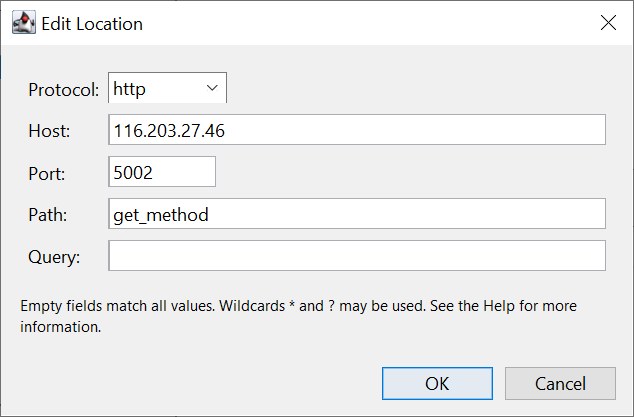 Edit Location
Protocol: http
Host: 116.203.27.46
Port: 5002
Path: get_method
Query:
Empty fields match all values. Wildcards * and ? may be used. See the Help for more
information.
OK Cancel